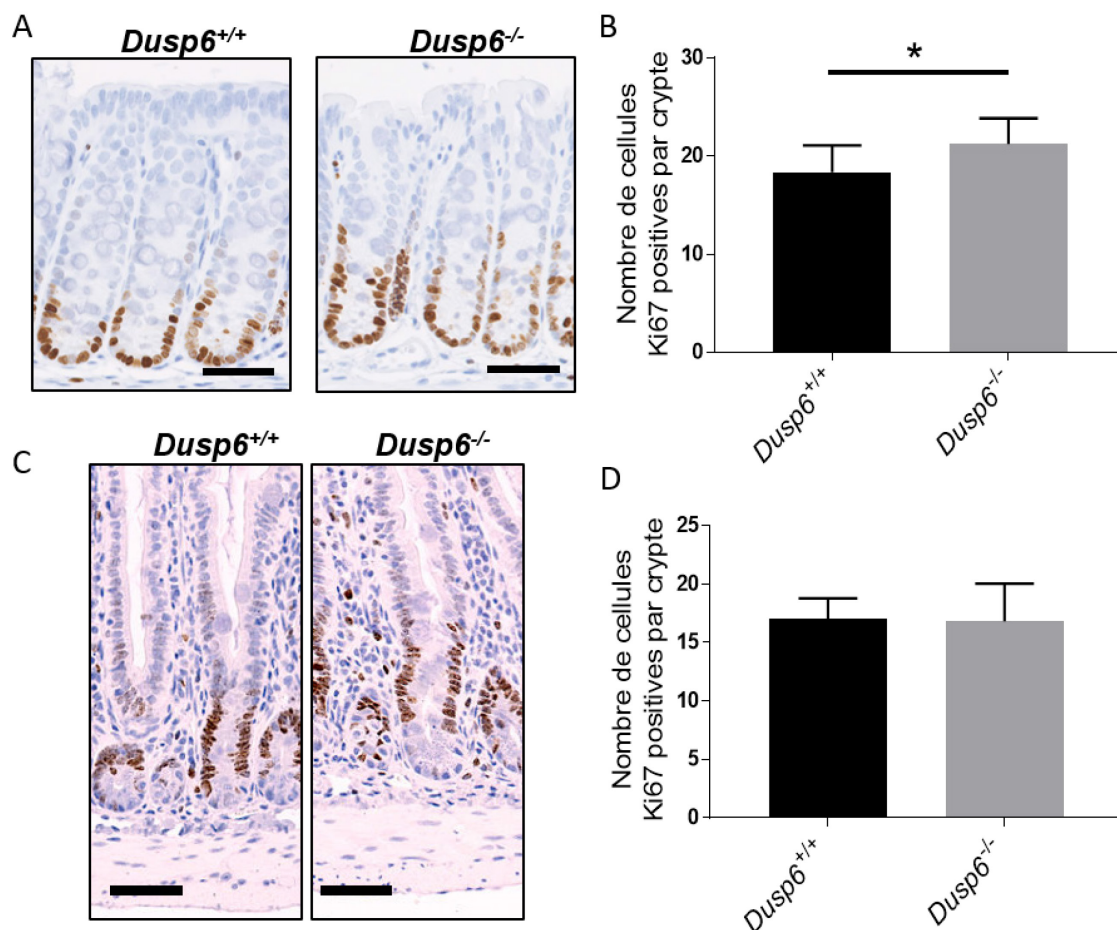 A
Dusp6+/+
Dusp6-/-
B
Nombre de cellules
Ki67 positives par crypte
30
20
10
0
*
Dusp6+/+
Dusp6-/-
C
Dusp6+/+
Dusp6-/-
D
Nombre de cellules
Ki67 positives par crypte
25
20
15
10
5
0
Dusp6+/+
Dusp6-/-